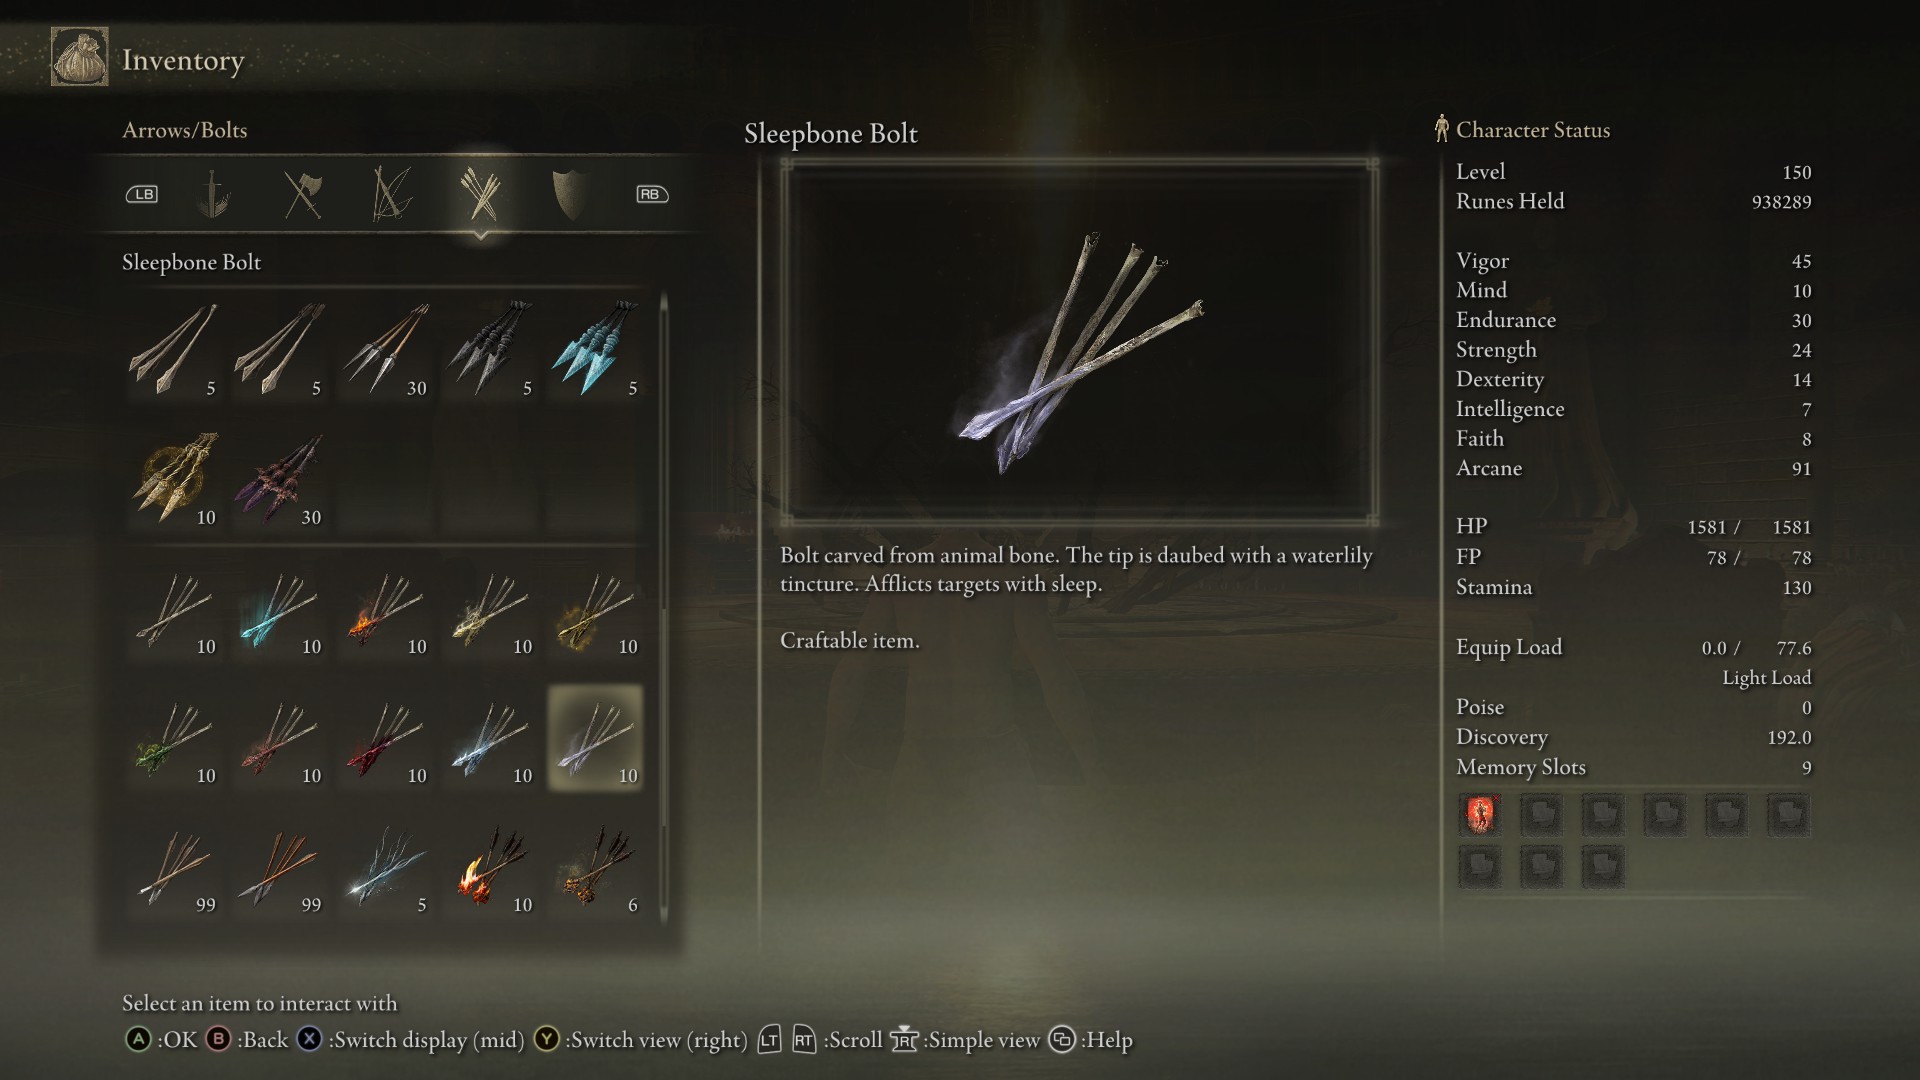 Inventory
Arrows/Bolts
LB
RB
Sleepbone Bolt
5 5 30 5 5
10 30
10 10 10 10 10
10 10 10 10 10
99 99 5 10 6
Sleepbone Bolt
Bolt carved from animal bone. The tip is daubed with a waterlily
tincture. Afflicts targets with sleep.
Craftable item.
Character Status
Level 150
Runes Held 938289
Vigor 45
Mind 10
Endurance 30
Strength 24
Dexterity 14
Intelligence 7
Faith 8
Arcane 91
HP 1581 / 1581
FP 78 / 78
Stamina 130
Equip Load 0.0 / 77.6
Light Load
Poise 0
Discovery 192.0
Memory Slots 9
Select an item to interact with
A :OK B :Back X :Switch display (mid) Y :Switch view (right) LT RT :Scroll R :Simple view :Help